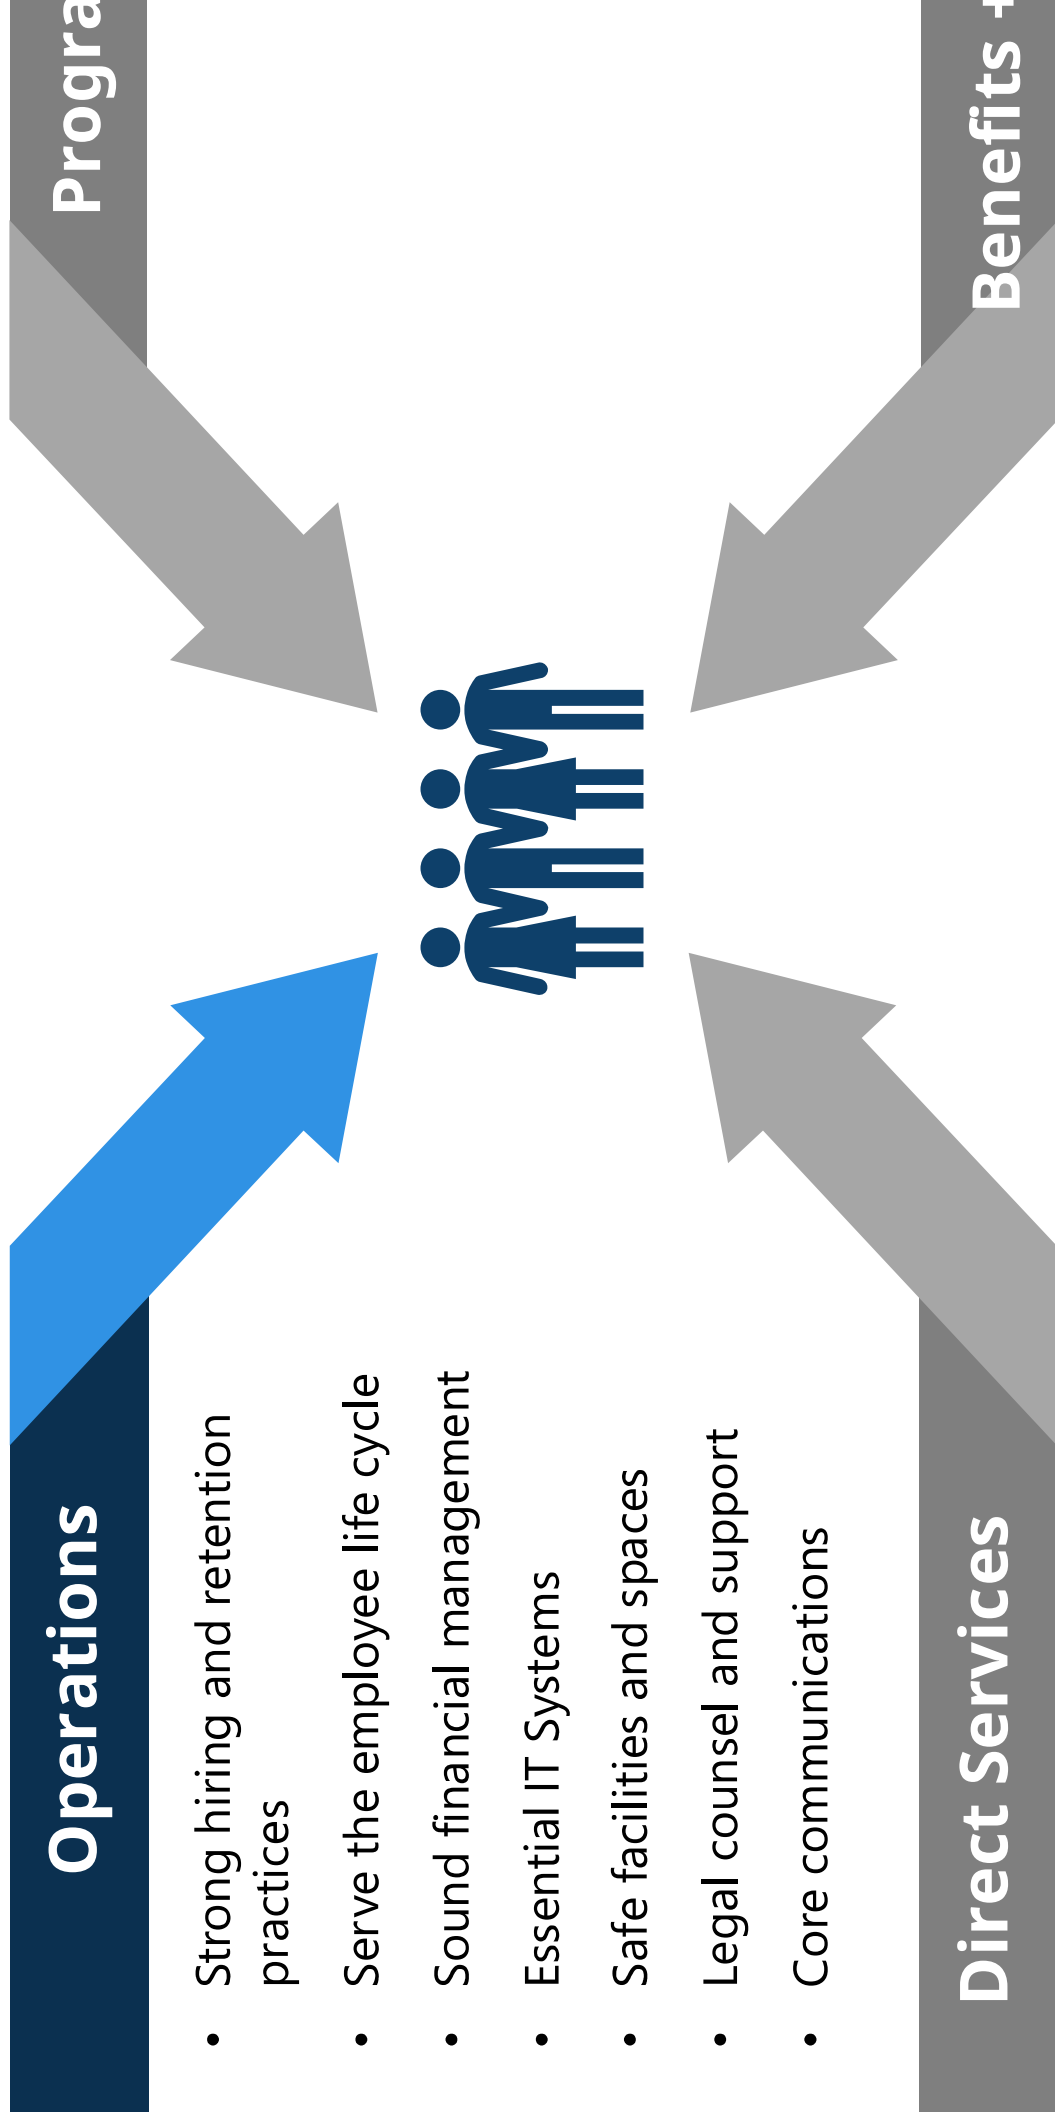 Operations
• Strong hiring and retention
practices
• Serve the employee life cycle
• Sound financial management
• Essential IT Systems
• Safe facilities and spaces
• Legal counsel and support
• Core communications
Direct Services
Benefits +